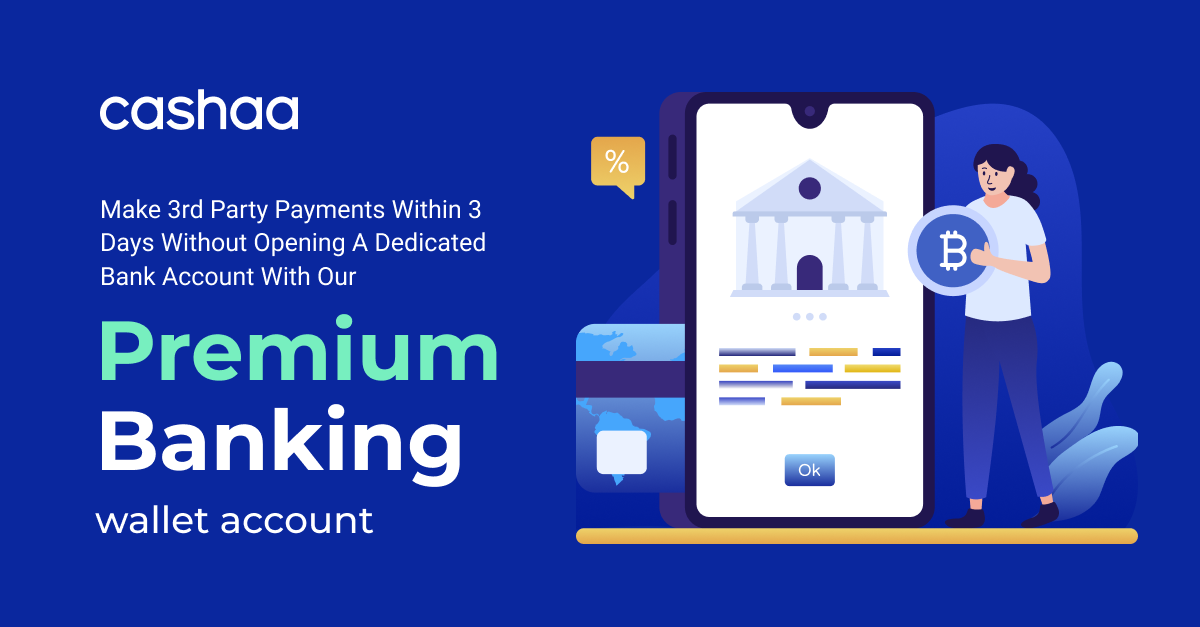 cashaa
Make 3rd Party Payments Within 3
Days Without Opening A Dedicated
Bank Account With Our
Premium
Banking
wallet account
%
Ok